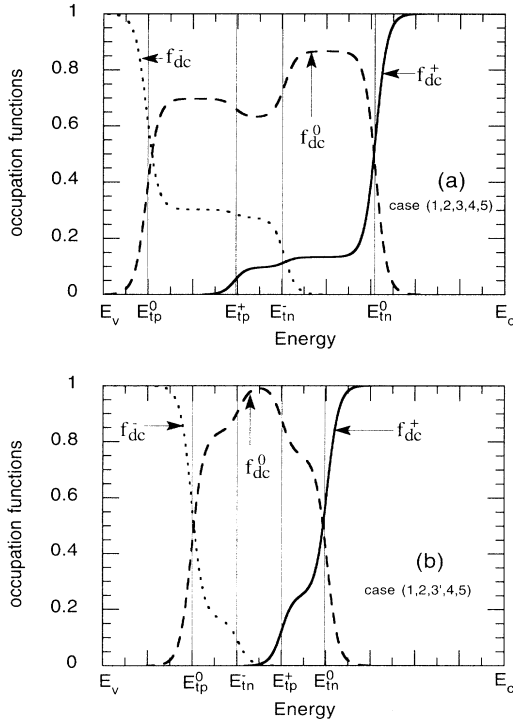 1
0.8
0.6
0.4
0.2
0
occupation functions
f⁻dc
f⁰dc
f⁺dc
(a)
case (1,2,3,4,5)
Ev E⁰tp E⁺tp E⁻tn E⁰tn Ec
Energy
1
0.8
0.6
0.4
0.2
0
occupation functions
f⁻dc
f⁰dc
f⁺dc
(b)
case (1,2,3',4,5)
Ev E⁰tp E⁻tn E⁺tp E⁰tn Ec
Energy